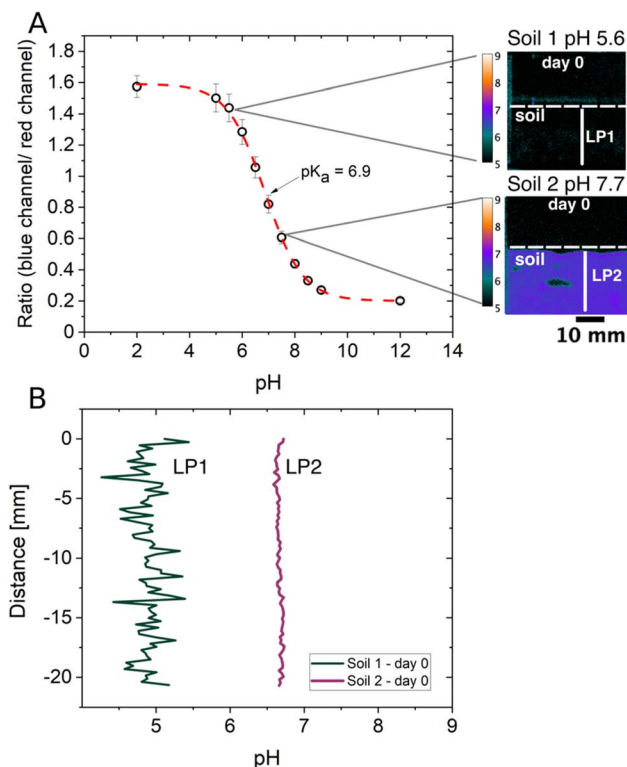 A
Ratio (blue channel/ red channel)
1.8
1.6
1.4
1.2
1
0.8
0.6
0.4
0.2
0
0 2 4 6 8 10 12 14
pH
pKa = 6.9
Soil 1 pH 5.6
day 0
soil
LP1
9
8
7
6
5
Soil 2 pH 7.7
day 0
soil
LP2
9
8
7
6
5
10 mm
B
Distance [mm]
0
-5
-10
-15
-20
LP1
LP2
Soil 1 - day 0
Soil 2 - day 0
5 6 7 8 9
pH